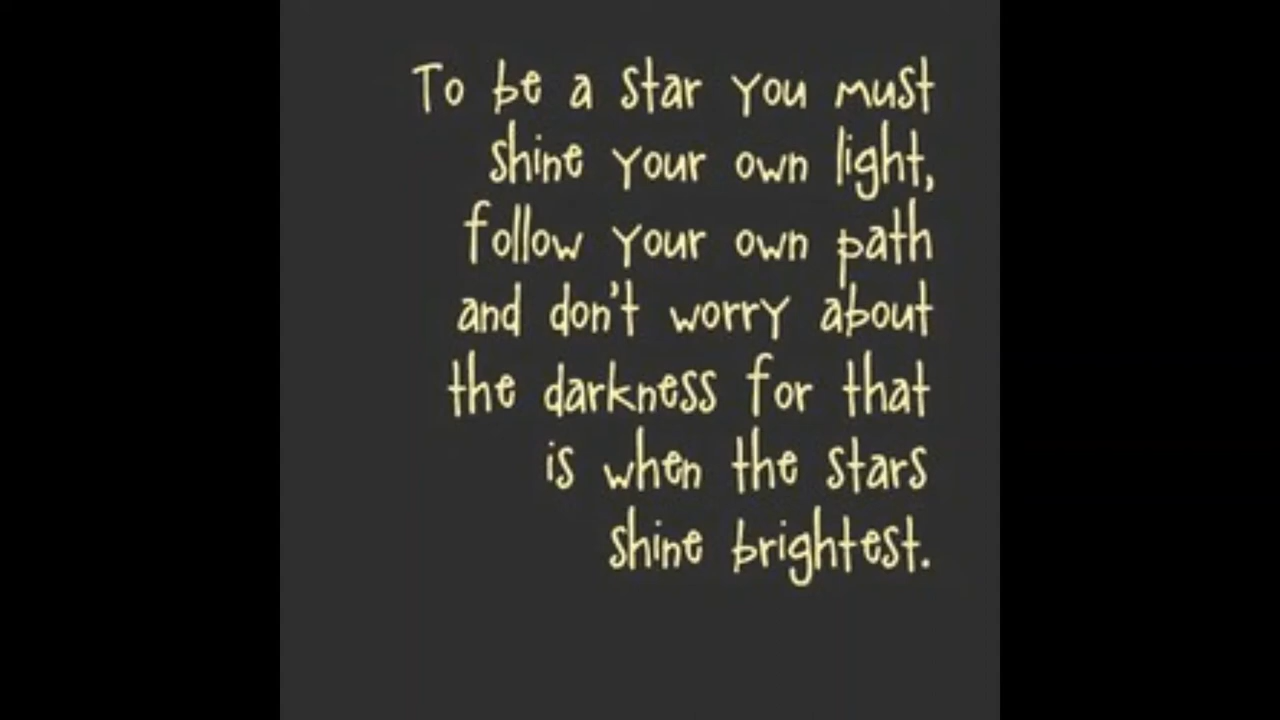 To be a star you must
shine your own light,
follow your own path
and don't worry about
the darkness for that
is when the stars
shine brightest.